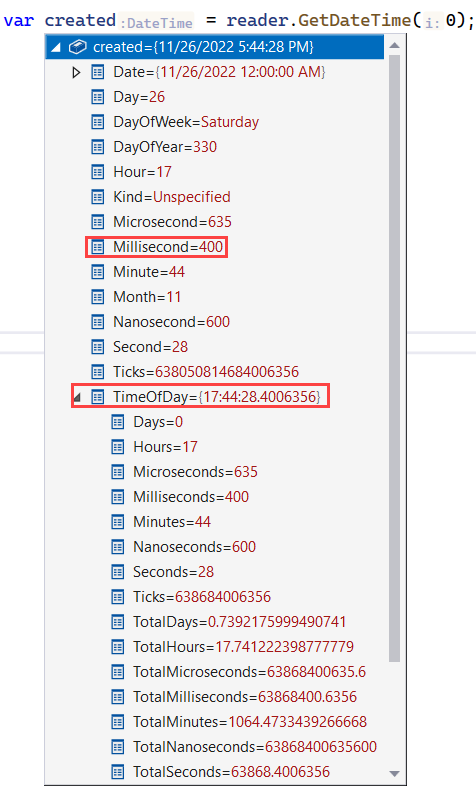 var created:DateTime = reader.GetDateTime(i: 0);
created={11/26/2022 5:44:28 PM}
Date={11/26/2022 12:00:00 AM}
Day=26
DayOfWeek=Saturday
DayOfYear=330
Hour=17
Kind=Unspecified
Microsecond=635
Millisecond=400
Minute=44
Month=11
Nanosecond=600
Second=28
Ticks=638050814684006356
TimeOfDay={17:44:28.4006356}
Days=0
Hours=17
Microseconds=635
Milliseconds=400
Minutes=44
Nanoseconds=600
Seconds=28
Ticks=638684006356
TotalDays=0.7392175999490741
TotalHours=17.741222398777779
TotalMicroseconds=63868400635.6
TotalMilliseconds=63868400.6356
TotalMinutes=1064.4733439266668
TotalNanoseconds=63868400635600
TotalSeconds=63868.4006356